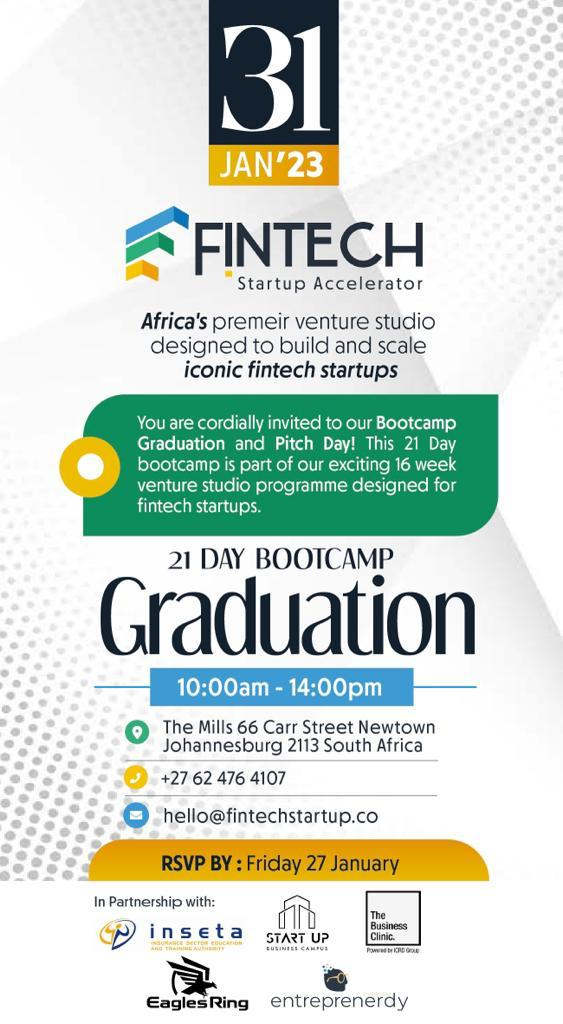 31
JAN'23
FINTECH
Startup Accelerator
Africa's premeir venture studio
designed to build and scale
iconic fintech startups
You are cordially invited to our Bootcamp
Graduation and Pitch Day! This 21 Day
bootcamp is part of our exciting 16 week
venture studio programme designed for
fintech startups.
21 DAY BOOTCAMP
Graduation
10:00am - 14:00pm
The Mills 66 Carr Street Newtown
Johannesburg 2113 South Africa
+27 62 476 4107
hello@fintechstartup.co
RSVP BY : Friday 27 January
In Partnership with:
inseta
INSURANCE SECTOR EDUCATION
AND TRAINING AUTHORITY
START UP
BUSINESS CAMPUS
The
Business
Clinic.
Powered by ICRD Group
EaglesRing
entreprenerdy